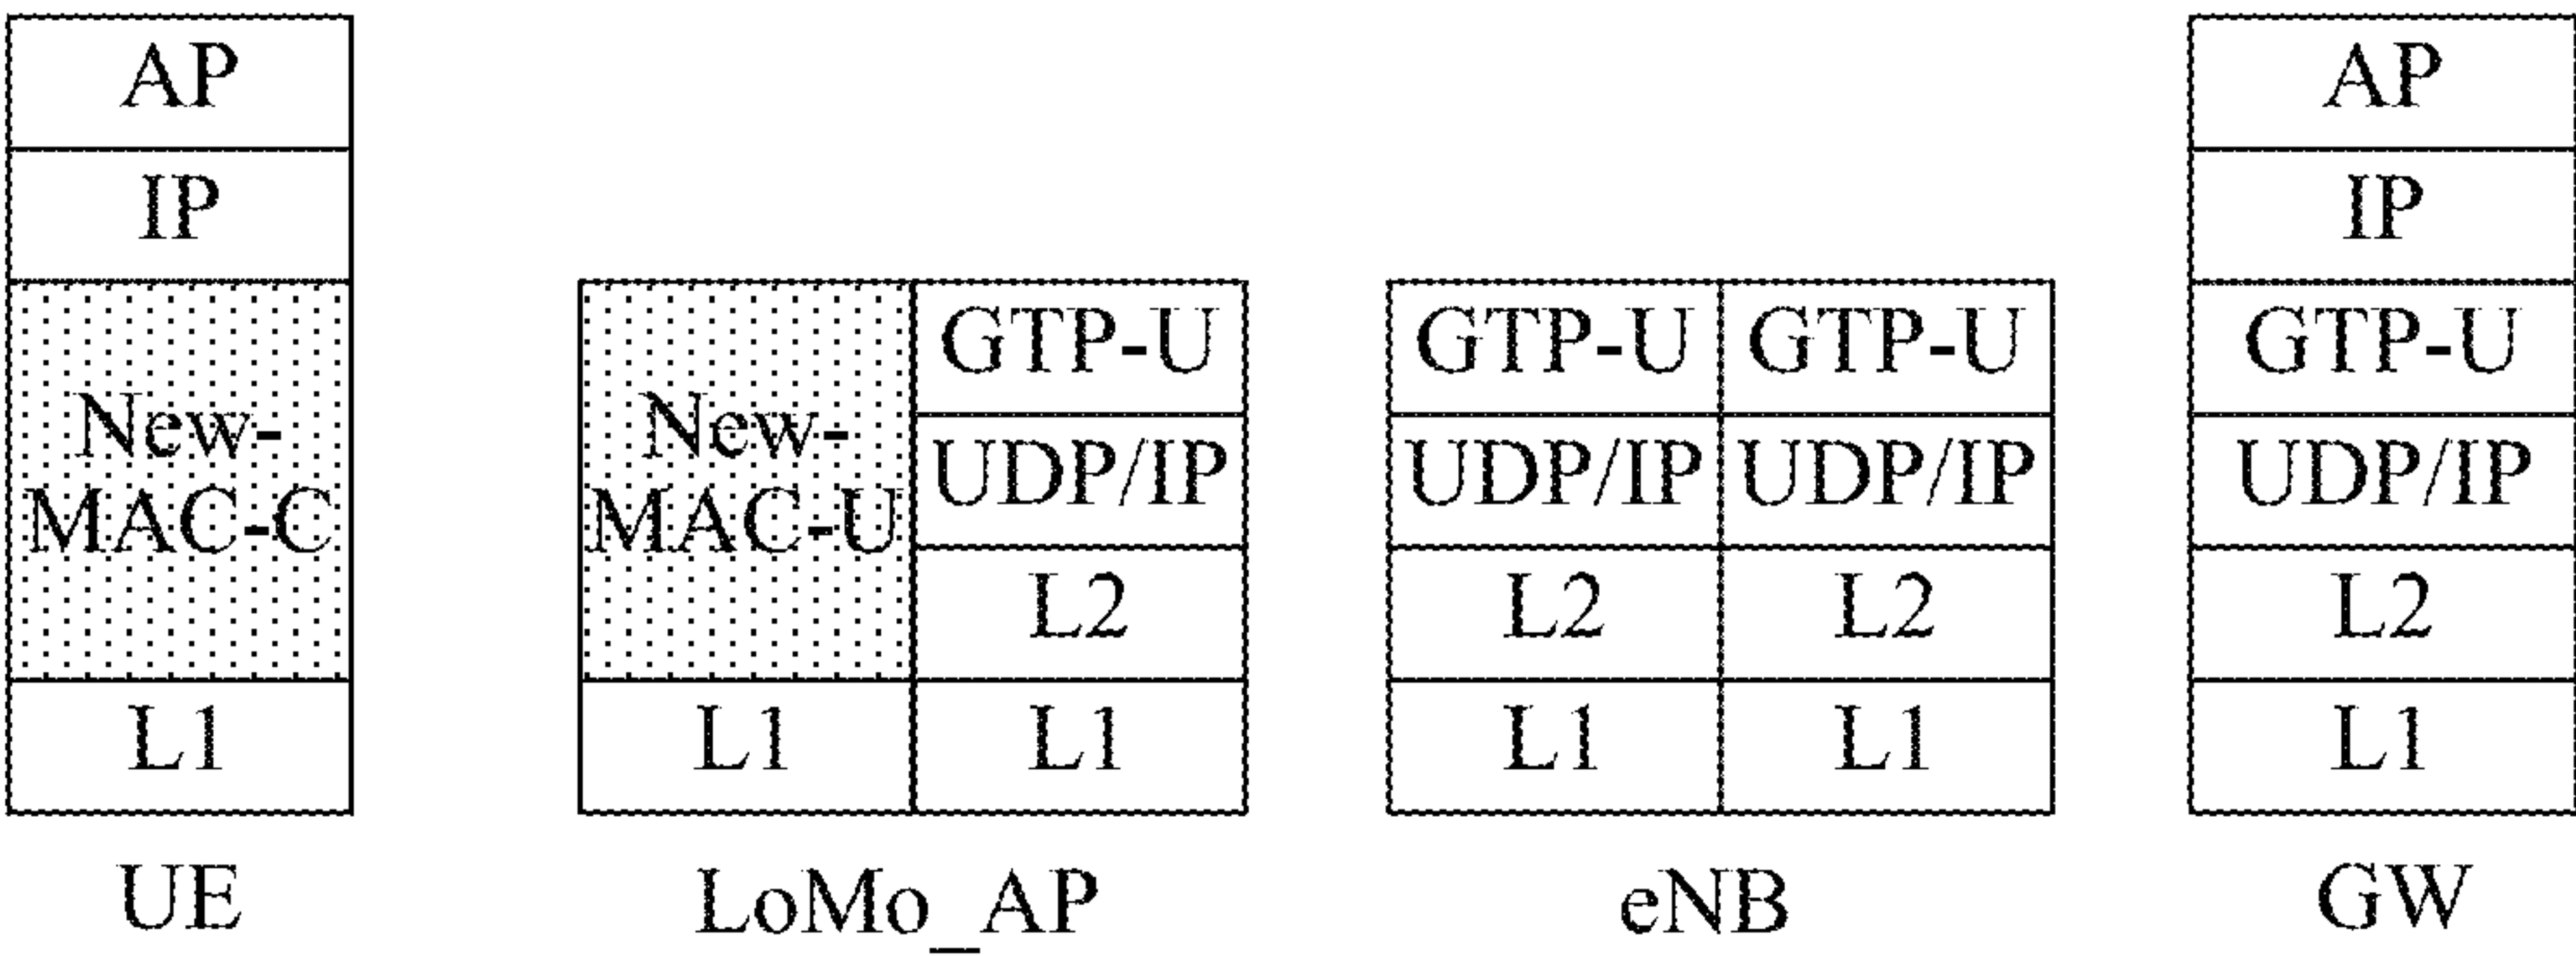 AP
IP
New-
MAC-C
L1
UE
New-
MAC-U
L1
GTP-U
UDP/IP
L2
L1
LoMo_AP
GTP-U
UDP/IP
L2
L1
GTP-U
UDP/IP
L2
L1
eNB
AP
IP
GTP-U
UDP/IP
L2
L1
GW